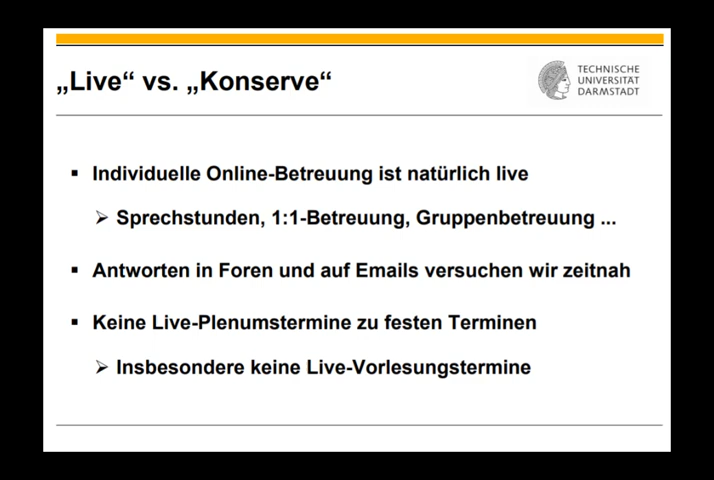 „Live“ vs. „Konserve“
TECHNISCHE
UNIVERSITÄT
DARMSTADT
▪ Individuelle Online-Betreuung ist natürlich live
➢ Sprechstunden, 1:1-Betreuung, Gruppenbetreuung ...
▪ Antworten in Foren und auf Emails versuchen wir zeitnah
▪ Keine Live-Plenumstermine zu festen Terminen
➢ Insbesondere keine Live-Vorlesungstermine